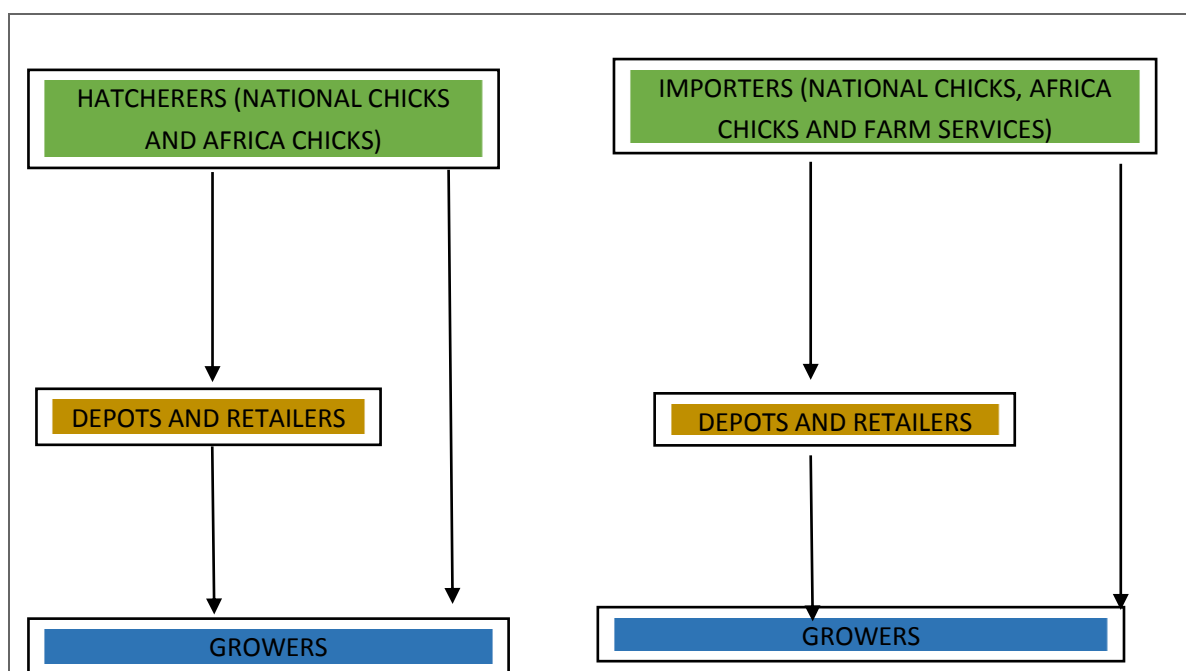 HATCHERERS (NATIONAL CHICKS
AND AFRICA CHICKS)
IMPORTERS (NATIONAL CHICKS, AFRICA
CHICKS AND FARM SERVICES)
DEPOTS AND RETAILERS
DEPOTS AND RETAILERS
GROWERS
GROWERS